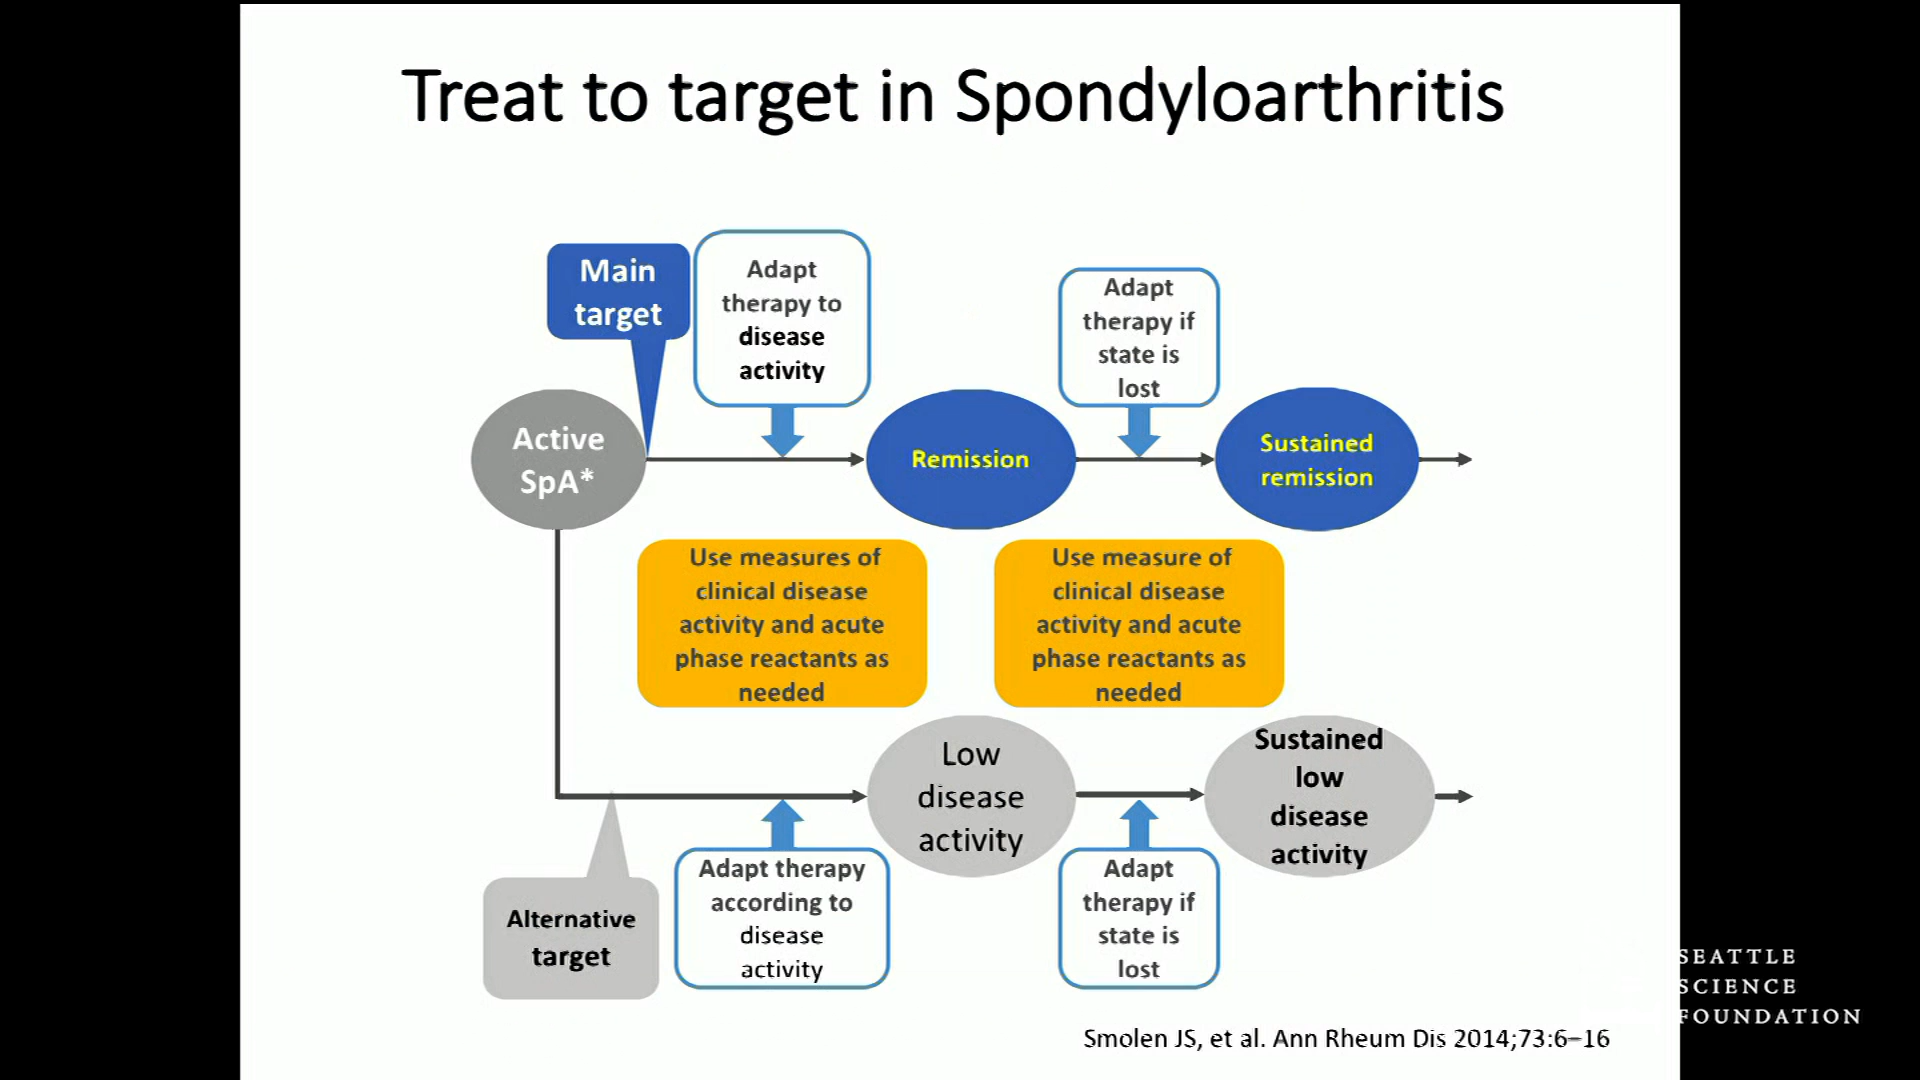 Treat to target in Spondyloarthritis
Main
target
Adapt
therapy to
disease
activity
Adapt
therapy if
state is
lost
Active
SpA*
Remission
Sustained
remission
Use measures of
clinical disease
activity and acute
phase reactants as
needed
Use measure of
clinical disease
activity and acute
phase reactants as
needed
Low
disease
activity
Sustained
low
disease
activity
Alternative
target
Adapt therapy
according to
disease
activity
Adapt
therapy if
state is
lost
SEATTLE
SCIENCE
FOUNDATION
Smolen JS, et al. Ann Rheum Dis 2014;73:6–16